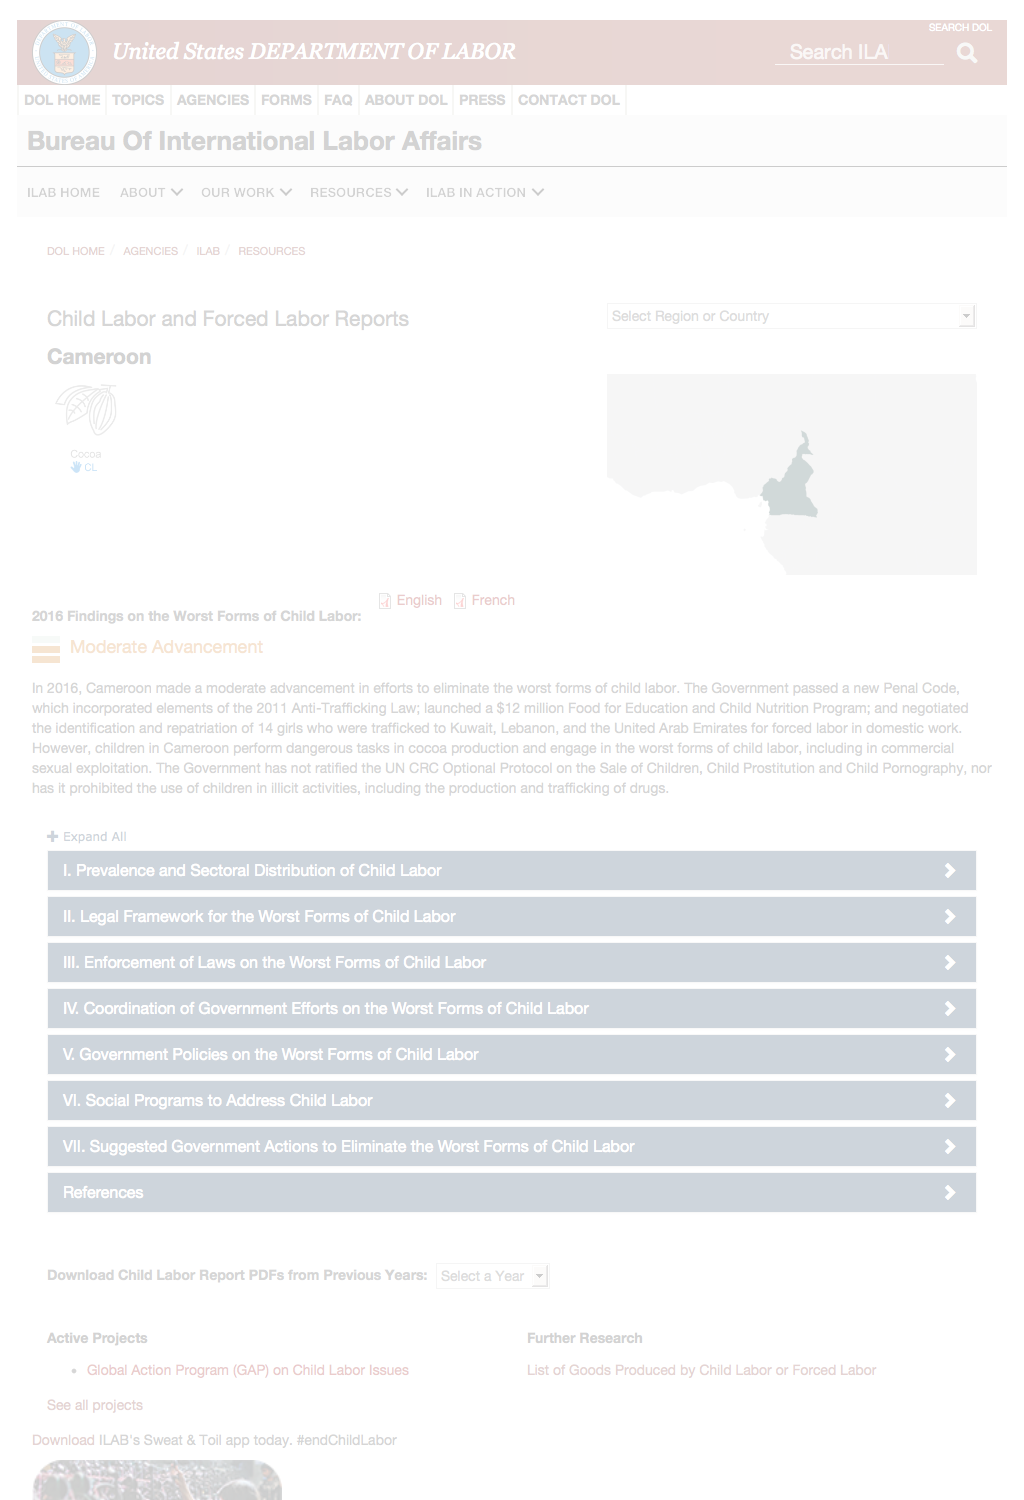 SEARCH DOL
United States DEPARTMENT OF LABOR
Search ILA
DOL HOME TOPICS AGENCIES FORMS FAQ ABOUT DOL PRESS CONTACT DOL
Bureau Of International Labor Affairs
ILAB HOME ABOUT OUR WORK RESOURCES ILAB IN ACTION
DOL HOME / AGENCIES / ILAB / RESOURCES
Child Labor and Forced Labor Reports
Select Region or Country
Cameroon
Cocoa
CL
English French
2016 Findings on the Worst Forms of Child Labor:
Moderate Advancement
In 2016, Cameroon made a moderate advancement in efforts to eliminate the worst forms of child labor. The Government passed a new Penal Code,
which incorporated elements of the 2011 Anti-Trafficking Law; launched a $12 million Food for Education and Child Nutrition Program; and negotiated
the identification and repatriation of 14 girls who were trafficked to Kuwait, Lebanon, and the United Arab Emirates for forced labor in domestic work.
However, children in Cameroon perform dangerous tasks in cocoa production and engage in the worst forms of child labor, including in commercial
sexual exploitation. The Government has not ratified the UN CRC Optional Protocol on the Sale of Children, Child Prostitution and Child Pornography, nor
has it prohibited the use of children in illicit activities, including the production and trafficking of drugs.
Expand All
I. Prevalence and Sectoral Distribution of Child Labor
II. Legal Framework for the Worst Forms of Child Labor
III. Enforcement of Laws on the Worst Forms of Child Labor
IV. Coordination of Government Efforts on the Worst Forms of Child Labor
V. Government Policies on the Worst Forms of Child Labor
VI. Social Programs to Address Child Labor
VII. Suggested Government Actions to Eliminate the Worst Forms of Child Labor
References
Download Child Labor Report PDFs from Previous Years: Select a Year
Active Projects
• Global Action Program (GAP) on Child Labor Issues
See all projects
Further Research
List of Goods Produced by Child Labor or Forced Labor
Download ILAB's Sweat & Toil app today. #endChildLabor